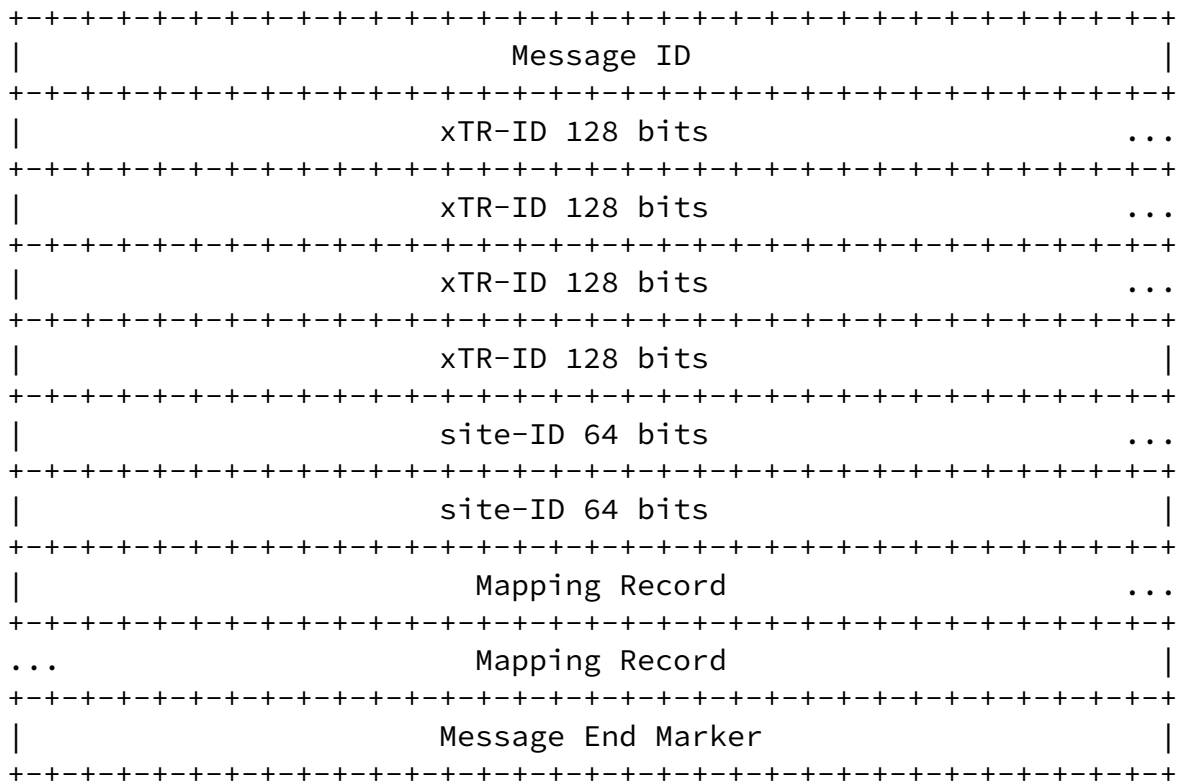 +-+-+-+-+-+-+-+-+-+-+-+-+-+-+-+-+-+-+-+-+-+-+-+-+-+-+-+-+-+-+-+-+
|                           Message ID                          |
+-+-+-+-+-+-+-+-+-+-+-+-+-+-+-+-+-+-+-+-+-+-+-+-+-+-+-+-+-+-+-+-+
|                       xTR-ID 128 bits                       ...
+-+-+-+-+-+-+-+-+-+-+-+-+-+-+-+-+-+-+-+-+-+-+-+-+-+-+-+-+-+-+-+-+
|                       xTR-ID 128 bits                       ...
+-+-+-+-+-+-+-+-+-+-+-+-+-+-+-+-+-+-+-+-+-+-+-+-+-+-+-+-+-+-+-+-+
|                       xTR-ID 128 bits                       ...
+-+-+-+-+-+-+-+-+-+-+-+-+-+-+-+-+-+-+-+-+-+-+-+-+-+-+-+-+-+-+-+-+
|                       xTR-ID 128 bits                         |
+-+-+-+-+-+-+-+-+-+-+-+-+-+-+-+-+-+-+-+-+-+-+-+-+-+-+-+-+-+-+-+-+
|                       site-ID 64 bits                       ...
+-+-+-+-+-+-+-+-+-+-+-+-+-+-+-+-+-+-+-+-+-+-+-+-+-+-+-+-+-+-+-+-+
|                       site-ID 64 bits                         |
+-+-+-+-+-+-+-+-+-+-+-+-+-+-+-+-+-+-+-+-+-+-+-+-+-+-+-+-+-+-+-+-+
|                         Mapping Record                      ...
+-+-+-+-+-+-+-+-+-+-+-+-+-+-+-+-+-+-+-+-+-+-+-+-+-+-+-+-+-+-+-+-+
...                       Mapping Record                        |
+-+-+-+-+-+-+-+-+-+-+-+-+-+-+-+-+-+-+-+-+-+-+-+-+-+-+-+-+-+-+-+-+
|                       Message End Marker                      |
+-+-+-+-+-+-+-+-+-+-+-+-+-+-+-+-+-+-+-+-+-+-+-+-+-+-+-+-+-+-+-+-+